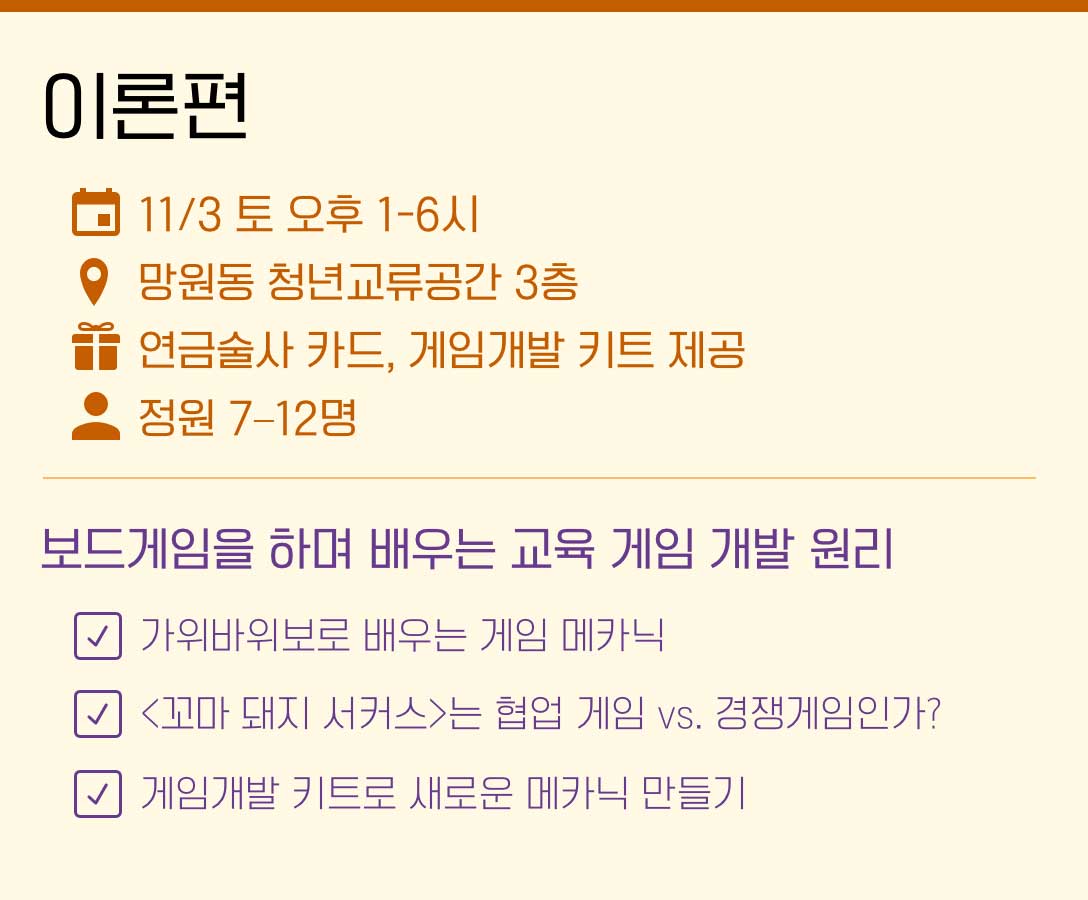 이론편
11/3 토 오후 1-6시
망원동 청년교류공간 3층
연금술사 카드, 게임개발 키트 제공
정원 7–12명
보드게임을 하며 배우는 교육 게임 개발 원리
가위바위보로 배우는 게임 메카닉
<꼬마 돼지 서커스>는 협업 게임 vs. 경쟁게임인가?
게임개발 키트로 새로운 메카닉 만들기